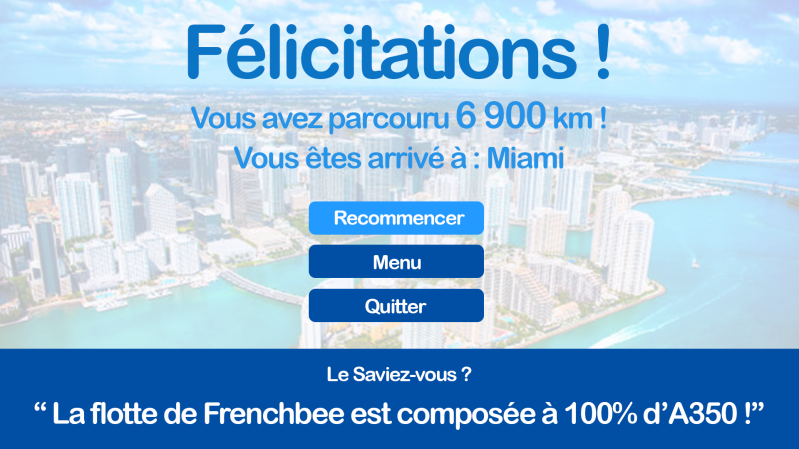 Félicitations !
Vous avez parcouru 6 900 km !
Vous êtes arrivé à : Miami
Recommencer
Menu
Quitter
Le Saviez-vous ?
“ La flotte de Frenchbee est composée à 100% d’A350 !”